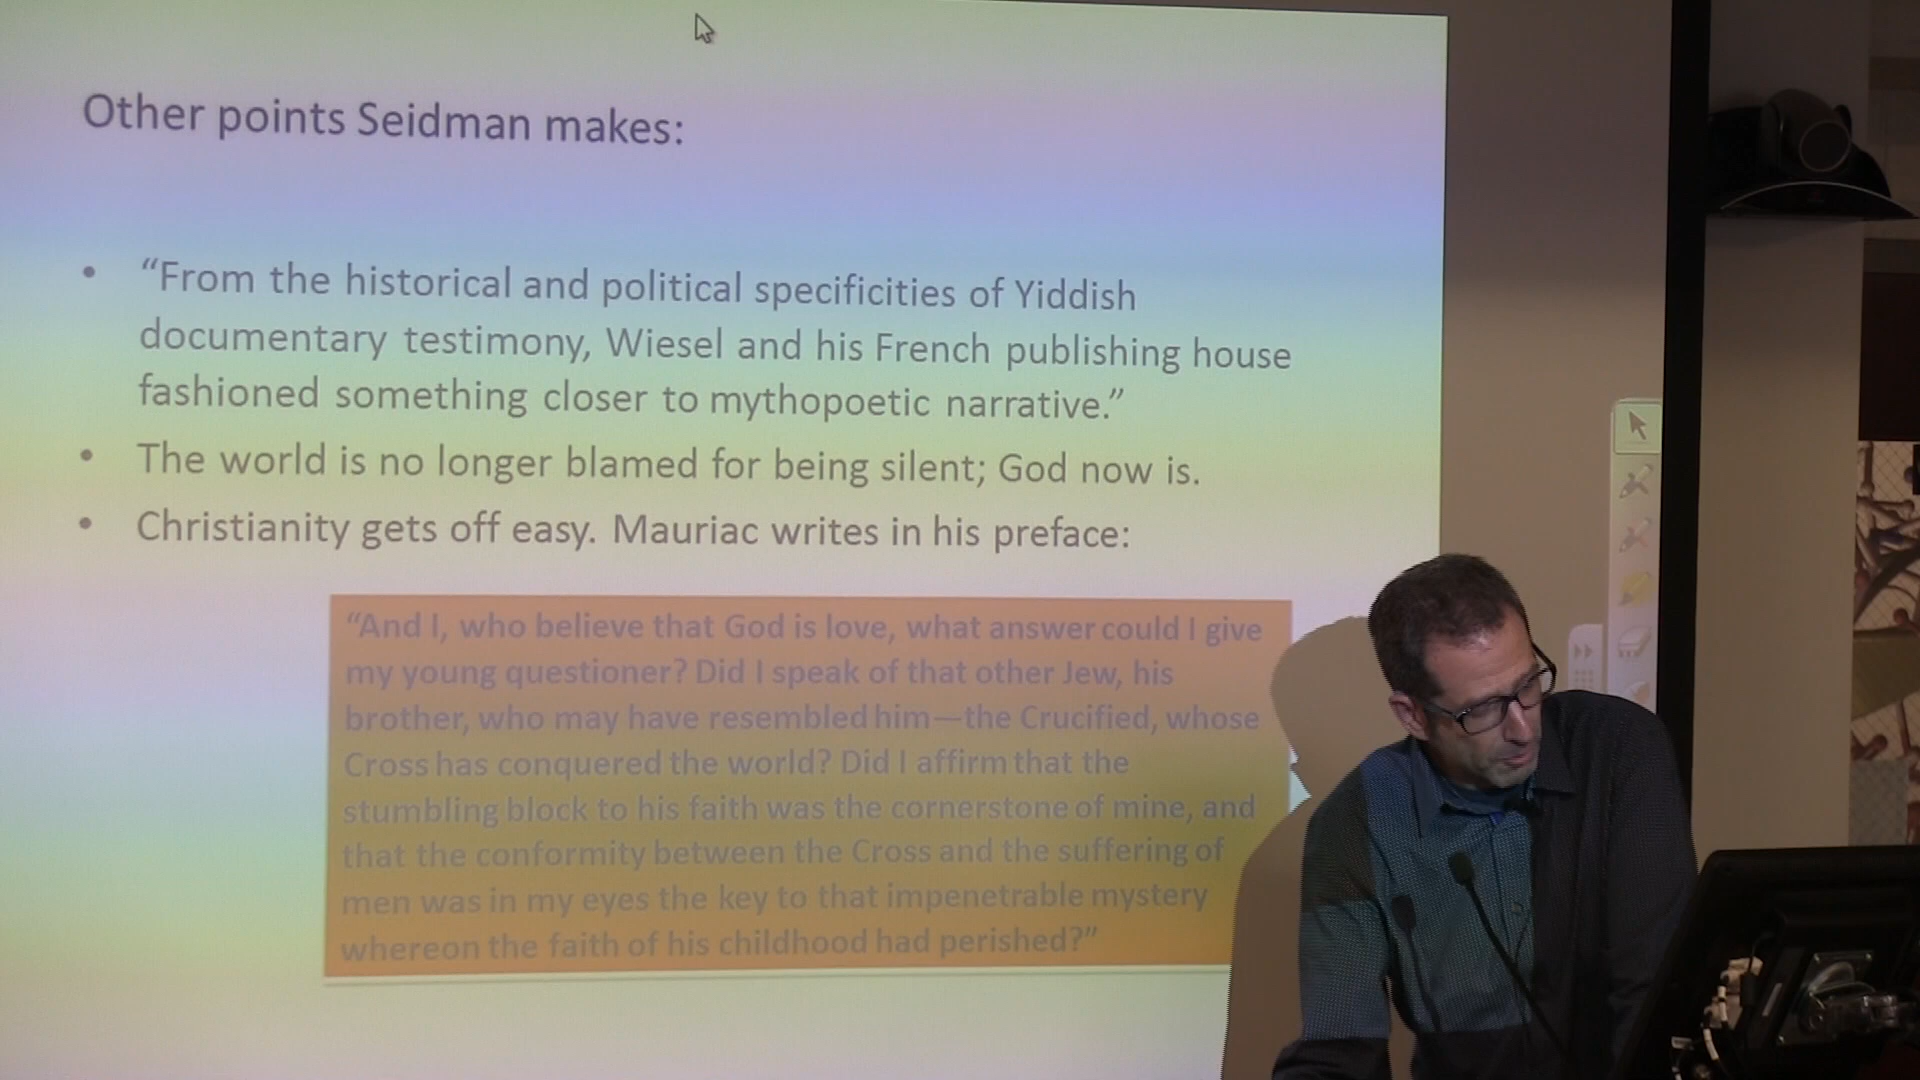 Other points Seidman makes:
• “From the historical and political specificities of Yiddish
documentary testimony, Wiesel and his French publishing house
fashioned something closer to mythopoetic narrative.”
• The world is no longer blamed for being silent; God now is.
• Christianity gets off easy. Mauriac writes in his preface:
“And I, who believe that God is love, what answer could I give
my young questioner? Did I speak of that other Jew, his
brother, who may have resembled him—the Crucified, whose
Cross has conquered the world? Did I affirm that the
stumbling block to his faith was the cornerstone of mine, and
that the conformity between the Cross and the suffering of
men was in my eyes the key to that impenetrable mystery
whereon the faith of his childhood had perished?”